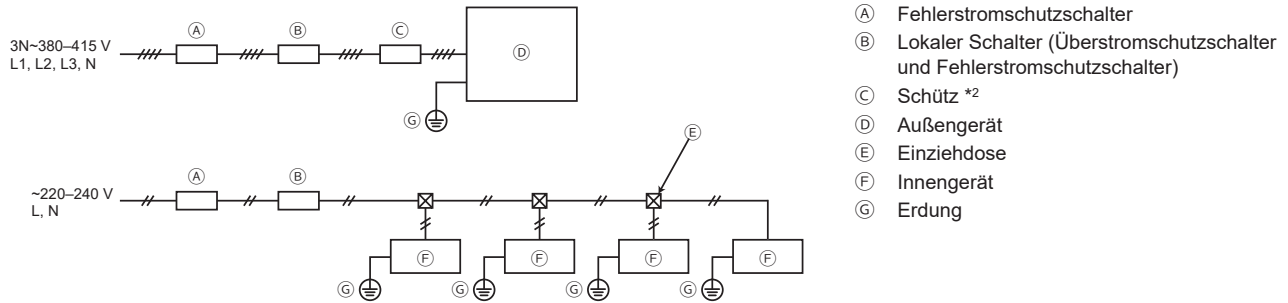 3N~380–415 V
L1, L2, L3, N
Ⓐ
Ⓑ
Ⓒ
Ⓓ
Ⓖ
Ⓔ
~220–240 V
L, N
Ⓐ
Ⓑ
Ⓕ
Ⓕ
Ⓕ
Ⓕ
Ⓖ
Ⓖ
Ⓖ
Ⓖ
Ⓐ Fehlerstromschutzschalter
Ⓑ Lokaler Schalter (Überstromschutzschalter
und Fehlerstromschutzschalter)
Ⓒ Schütz *2
Ⓓ Außengerät
Ⓔ Einziehdose
Ⓕ Innengerät
Ⓖ Erdung